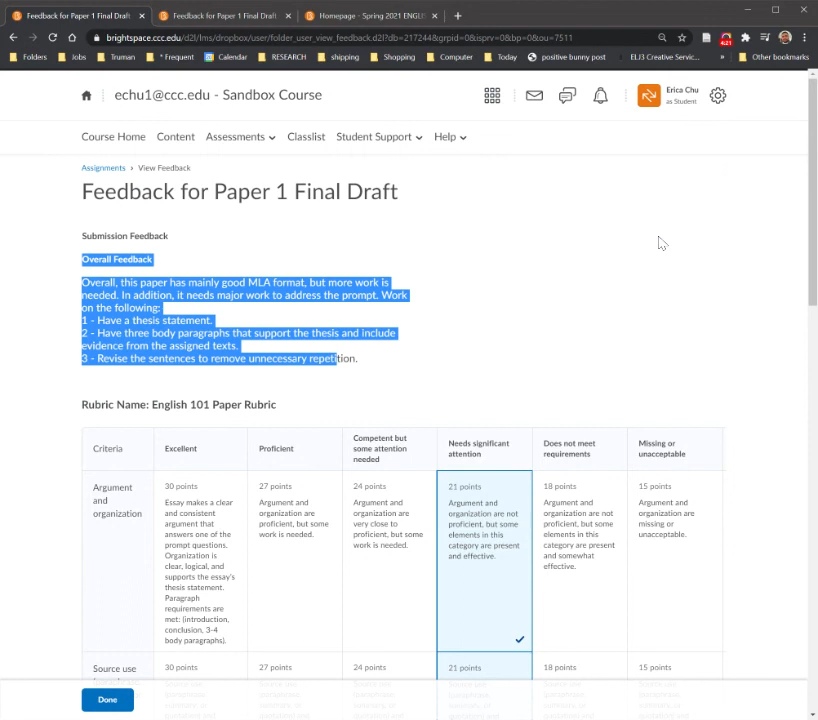 Feedback for Paper 1 Final Draft
Feedback for Paper 1 Final Draft
Homepage - Spring 2021 ENGLI
brightspace.ccc.edu/d2l/lms/dropbox/user/folder_user_view_feedback.d2l?db=217244&grpid=0&isprv=0&bp=0&ou=7511
4:21
Folders Jobs Truman * Frequent Calendar RESEARCH shipping Shopping Computer Today positive bunny post ELJ3 Creative Servic... » Other bookmarks
echu1@ccc.edu - Sandbox Course
Erica Chu
as Student
Course Home Content Assessments Classlist Student Support Help
Assignments › View Feedback
Feedback for Paper 1 Final Draft
Submission Feedback
Overall Feedback
Overall, this paper has mainly good MLA format, but more work is
needed. In addition, it needs major work to address the prompt. Work
on the following:
1 - Have a thesis statement.
2 - Have three body paragraphs that support the thesis and include
evidence from the assigned texts.
3 - Revise the sentences to remove unnecessary repetition.
Rubric Name: English 101 Paper Rubric
Criteria
Excellent
Proficient
Competent but
some attention
needed
Needs significant
attention
Does not meet
requirements
Missing or
unacceptable
Argument
and
organization
30 points
Essay makes a clear
and consistent
argument that
answers one of the
prompt questions.
Organization is
clear, logical, and
supports the essay's
thesis statement.
Paragraph
requirements are
met: (introduction,
conclusion, 3-4
body paragraphs).
27 points
Argument and
organization are
proficient, but some
work is needed.
24 points
Argument and
organization are
very close to
proficient, but some
work is needed.
21 points
Argument and
organization are not
proficient, but some
elements in this
category are present
and effective.
18 points
Argument and
organization are not
proficient, but some
elements in this
category are present
and somewhat
effective.
15 points
Argument and
organization are
missing or
unacceptable.
Source use
30 points
27 points
24 points
21 points
18 points
15 points
Done